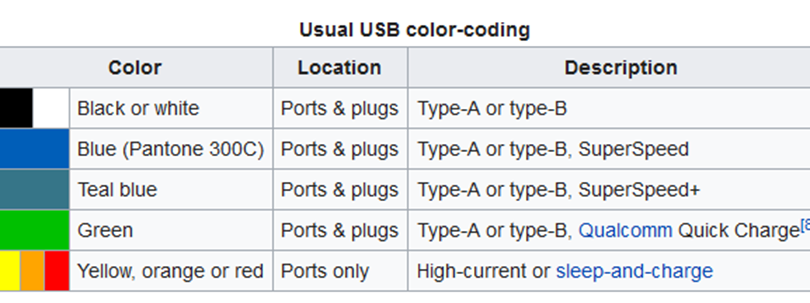 Usual USB color-coding
Color Location Description
Black or white Ports & plugs Type-A or type-B
Blue (Pantone 300C) Ports & plugs Type-A or type-B, SuperSpeed
Teal blue Ports & plugs Type-A or type-B, SuperSpeed+
Green Ports & plugs Type-A or type-B, Qualcomm Quick Charge[8
Yellow, orange or red Ports only High-current or sleep-and-charge